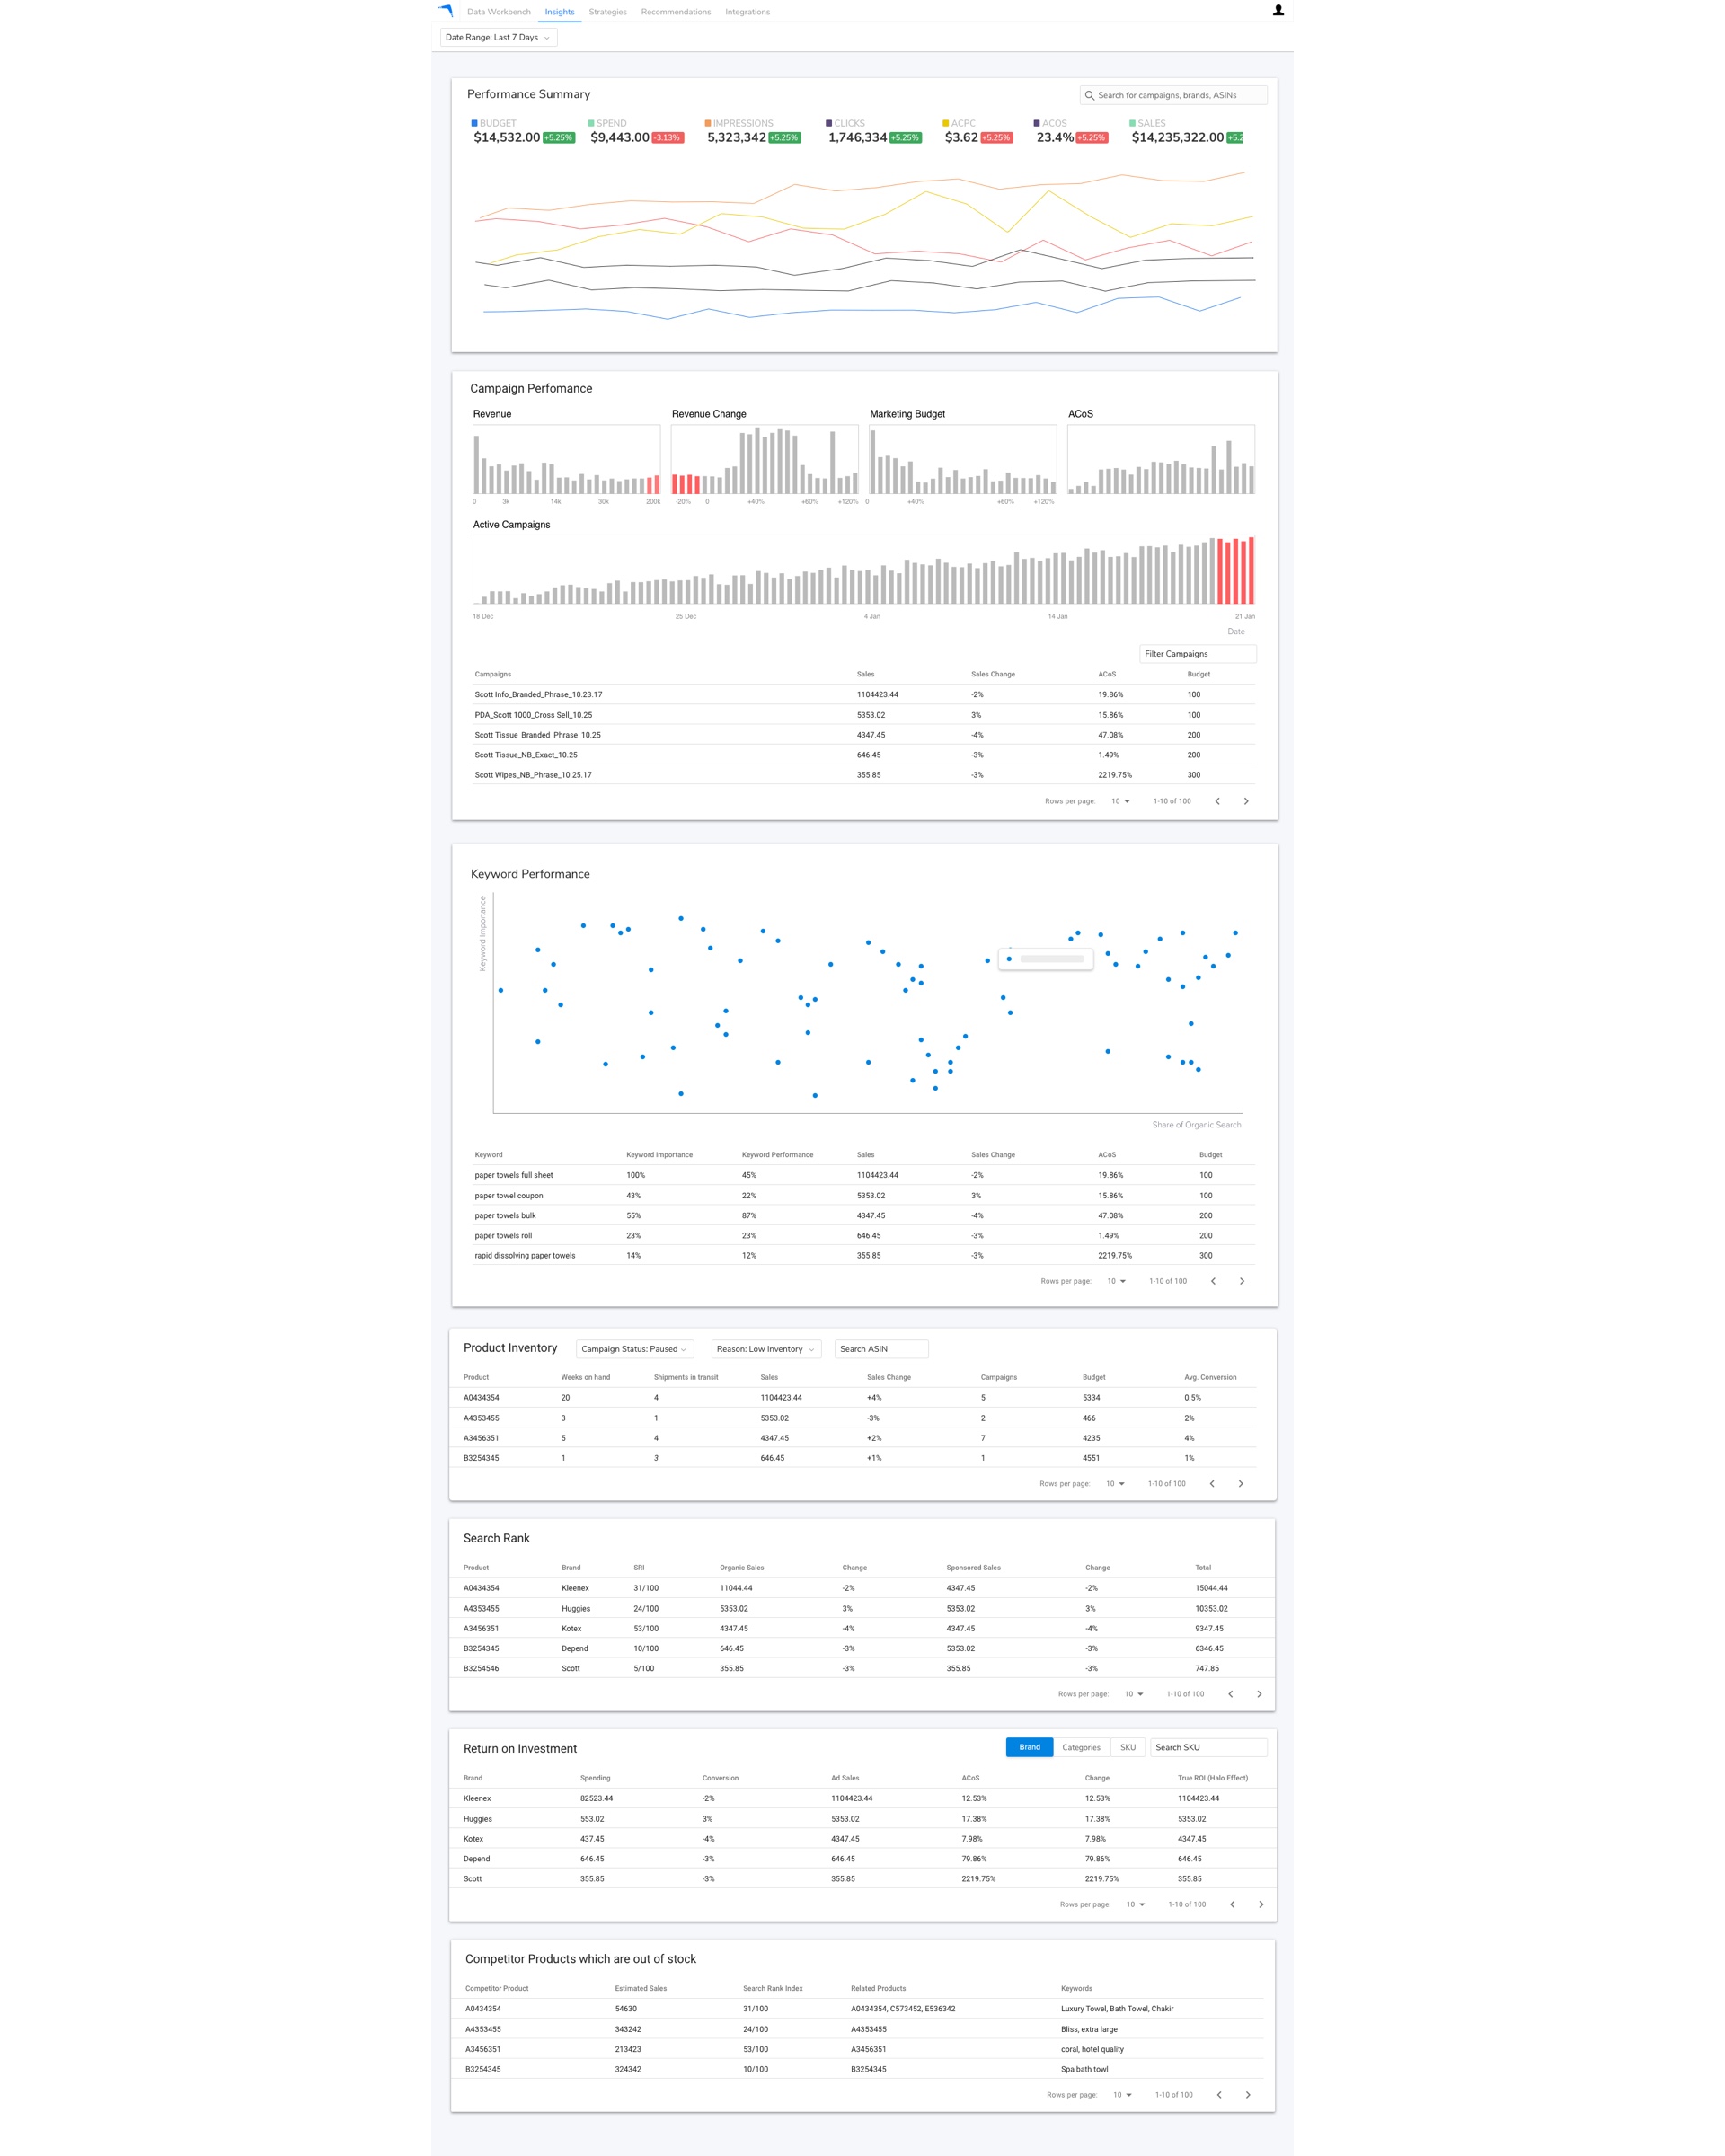 Data Workbench Insights Strategies Recommendations Integrations
Date Range: Last 7 Days
Performance Summary
Search for campaigns, brands, ASINs
BUDGET SPEND IMPRESSIONS CLICKS ACPC ACOS SALES
$14,532.00 +5.25% $9,443.00 -3.13% 5,323,342 +5.25% 1,746,334 +5.25% $3.62 +5.25% 23.4% +5.25% $14,235,322.00 +5.2
Campaign Perfomance
Revenue Revenue Change Marketing Budget ACoS
0 3k 14k 30k 200k -20% 0 +40% +60% +120% 0 +40% +60% +120%
Active Campaigns
18 Dec 25 Dec 4 Jan 14 Jan 21 Jan
Date
Filter Campaigns
Campaigns Sales Sales Change ACoS Budget
Scott Info_Branded_Phrase_10.23.17 1104423.44 -2% 19.86% 100
PDA_Scott 1000_Cross Sell_10.25 5353.02 3% 15.86% 100
Scott Tissue_Branded_Phrase_10.25 4347.45 -4% 47.08% 200
Scott Tissue_NB_Exact_10.25 646.45 -3% 1.49% 200
Scott Wipes_NB_Phrase_10.25.17 355.85 -3% 2219.75% 300
Rows per page: 10 1-10 of 100
Keyword Performance
Keyword Importance
Share of Organic Search
Keyword Keyword Importance Keyword Performance Sales Sales Change ACoS Budget
paper towels full sheet 100% 45% 1104423.44 -2% 19.86% 100
paper towel coupon 43% 22% 5353.02 3% 15.86% 100
paper towels bulk 55% 87% 4347.45 -4% 47.08% 200
paper towels roll 23% 23% 646.45 -3% 1.49% 200
rapid dissolving paper towels 14% 12% 355.85 -3% 2219.75% 300
Rows per page: 10 1-10 of 100
Product Inventory Campaign Status: Paused Reason: Low Inventory Search ASIN
Product Weeks on hand Shipments in transit Sales Sales Change Campaigns Budget Avg. Conversion
A0434354 20 4 1104423.44 +4% 5 5334 0.5%
A4353455 3 1 5353.02 -3% 2 466 2%
A3456351 5 4 4347.45 +2% 7 4235 4%
B3254345 1 3 646.45 +1% 1 4551 1%
Rows per page: 10 1-10 of 100
Search Rank
Product Brand SRI Organic Sales Change Sponsored Sales Change Total
A0434354 Kleenex 31/100 11044.44 -2% 4347.45 -2% 15044.44
A4353455 Huggies 24/100 5353.02 3% 5353.02 3% 10353.02
A3456351 Kotex 53/100 4347.45 -4% 4347.45 -4% 9347.45
B3254345 Depend 10/100 646.45 -3% 5353.02 -3% 6346.45
B3254546 Scott 5/100 355.85 -3% 355.85 -3% 747.85
Rows per page: 10 1-10 of 100
Return on Investment Brand Categories SKU Search SKU
Brand Spending Conversion Ad Sales ACoS Change True ROI (Halo Effect)
Kleenex 82523.44 -2% 1104423.44 12.53% 12.53% 1104423.44
Huggies 553.02 3% 5353.02 17.38% 17.38% 5353.02
Kotex 437.45 -4% 4347.45 7.98% 7.98% 4347.45
Depend 646.45 -3% 646.45 79.86% 79.86% 646.45
Scott 355.85 -3% 355.85 2219.75% 2219.75% 355.85
Rows per page: 10 1-10 of 100
Competitor Products which are out of stock
Competitor Product Estimated Sales Search Rank Index Related Products Keywords
A0434354 54630 31/100 A0434354, C573452, E536342 Luxury Towel, Bath Towel, Chakir
A4353455 343242 24/100 A4353455 Bliss, extra large
A3456351 213423 53/100 A3456351 coral, hotel quality
B3254345 324342 10/100 B3254345 Spa bath towl
Rows per page: 10 1-10 of 100